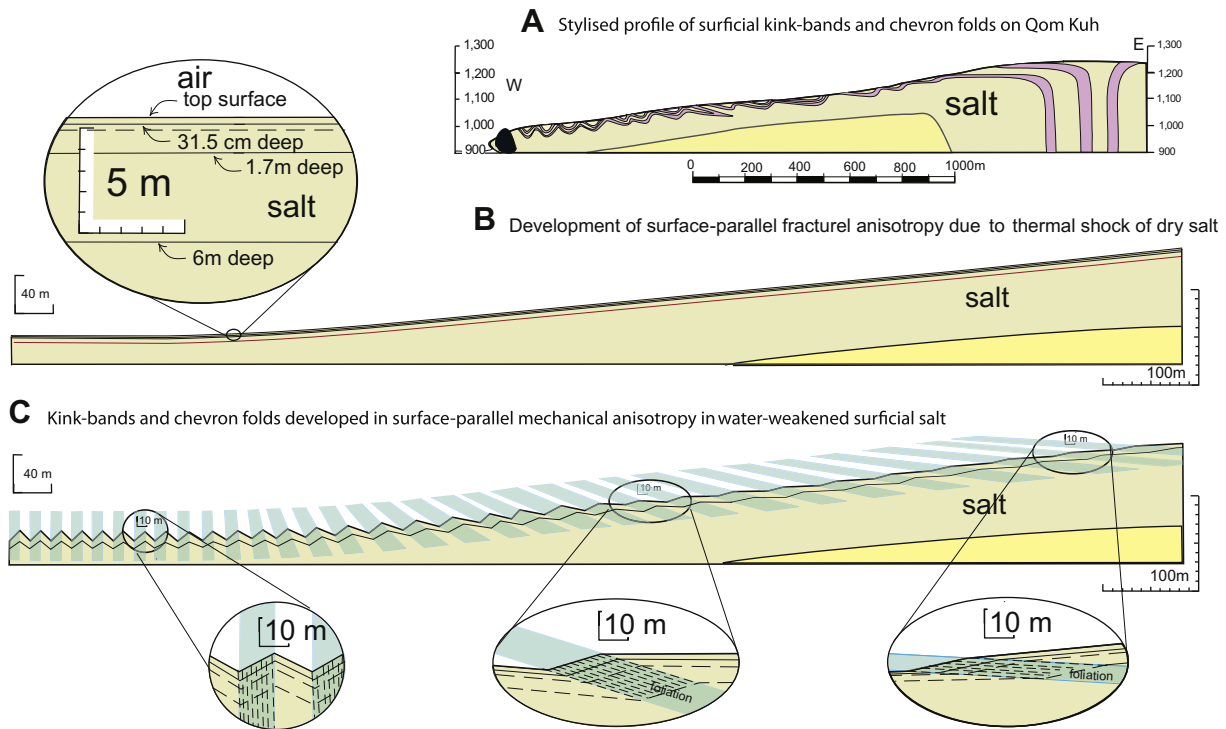 A Stylised profile of surficial kink-bands and chevron folds on Qom Kuh
1,300
1,200
1,100
1,000
900
W
E
1,300
1,200
1,100
1,000
900
salt
0 200 400 600 800 1000m
air
top surface
31.5 cm deep
1.7m deep
5 m
salt
6m deep
B Development of surface-parallel fracturel anisotropy due to thermal shock of dry salt
40 m
salt
100m
C Kink-bands and chevron folds developed in surface-parallel mechanical anisotropy in water-weakened surficial salt
40 m
10 m
10 m
10 m
salt
100m
10 m
10 m
foliation
10 m
foliation